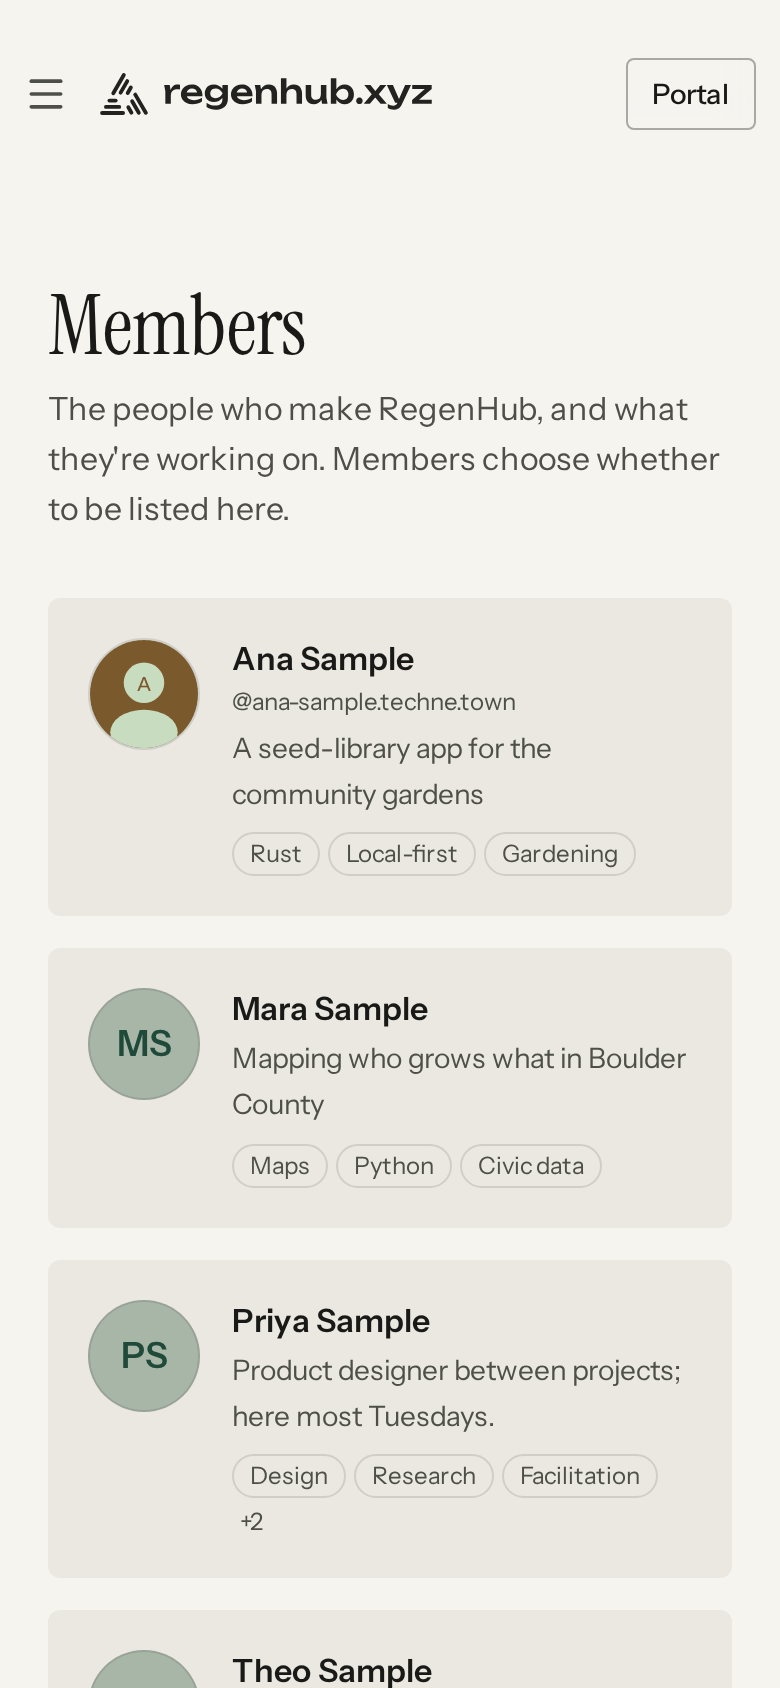 regenhub.xyz
Portal
Members
The people who make RegenHub, and what
they're working on. Members choose whether
to be listed here.
A
Ana Sample
@ana-sample.techne.town
A seed-library app for the
community gardens
Rust Local-first Gardening
MS
Mara Sample
Mapping who grows what in Boulder
County
Maps Python Civic data
PS
Priya Sample
Product designer between projects;
here most Tuesdays.
Design Research Facilitation
+2
Theo Sample